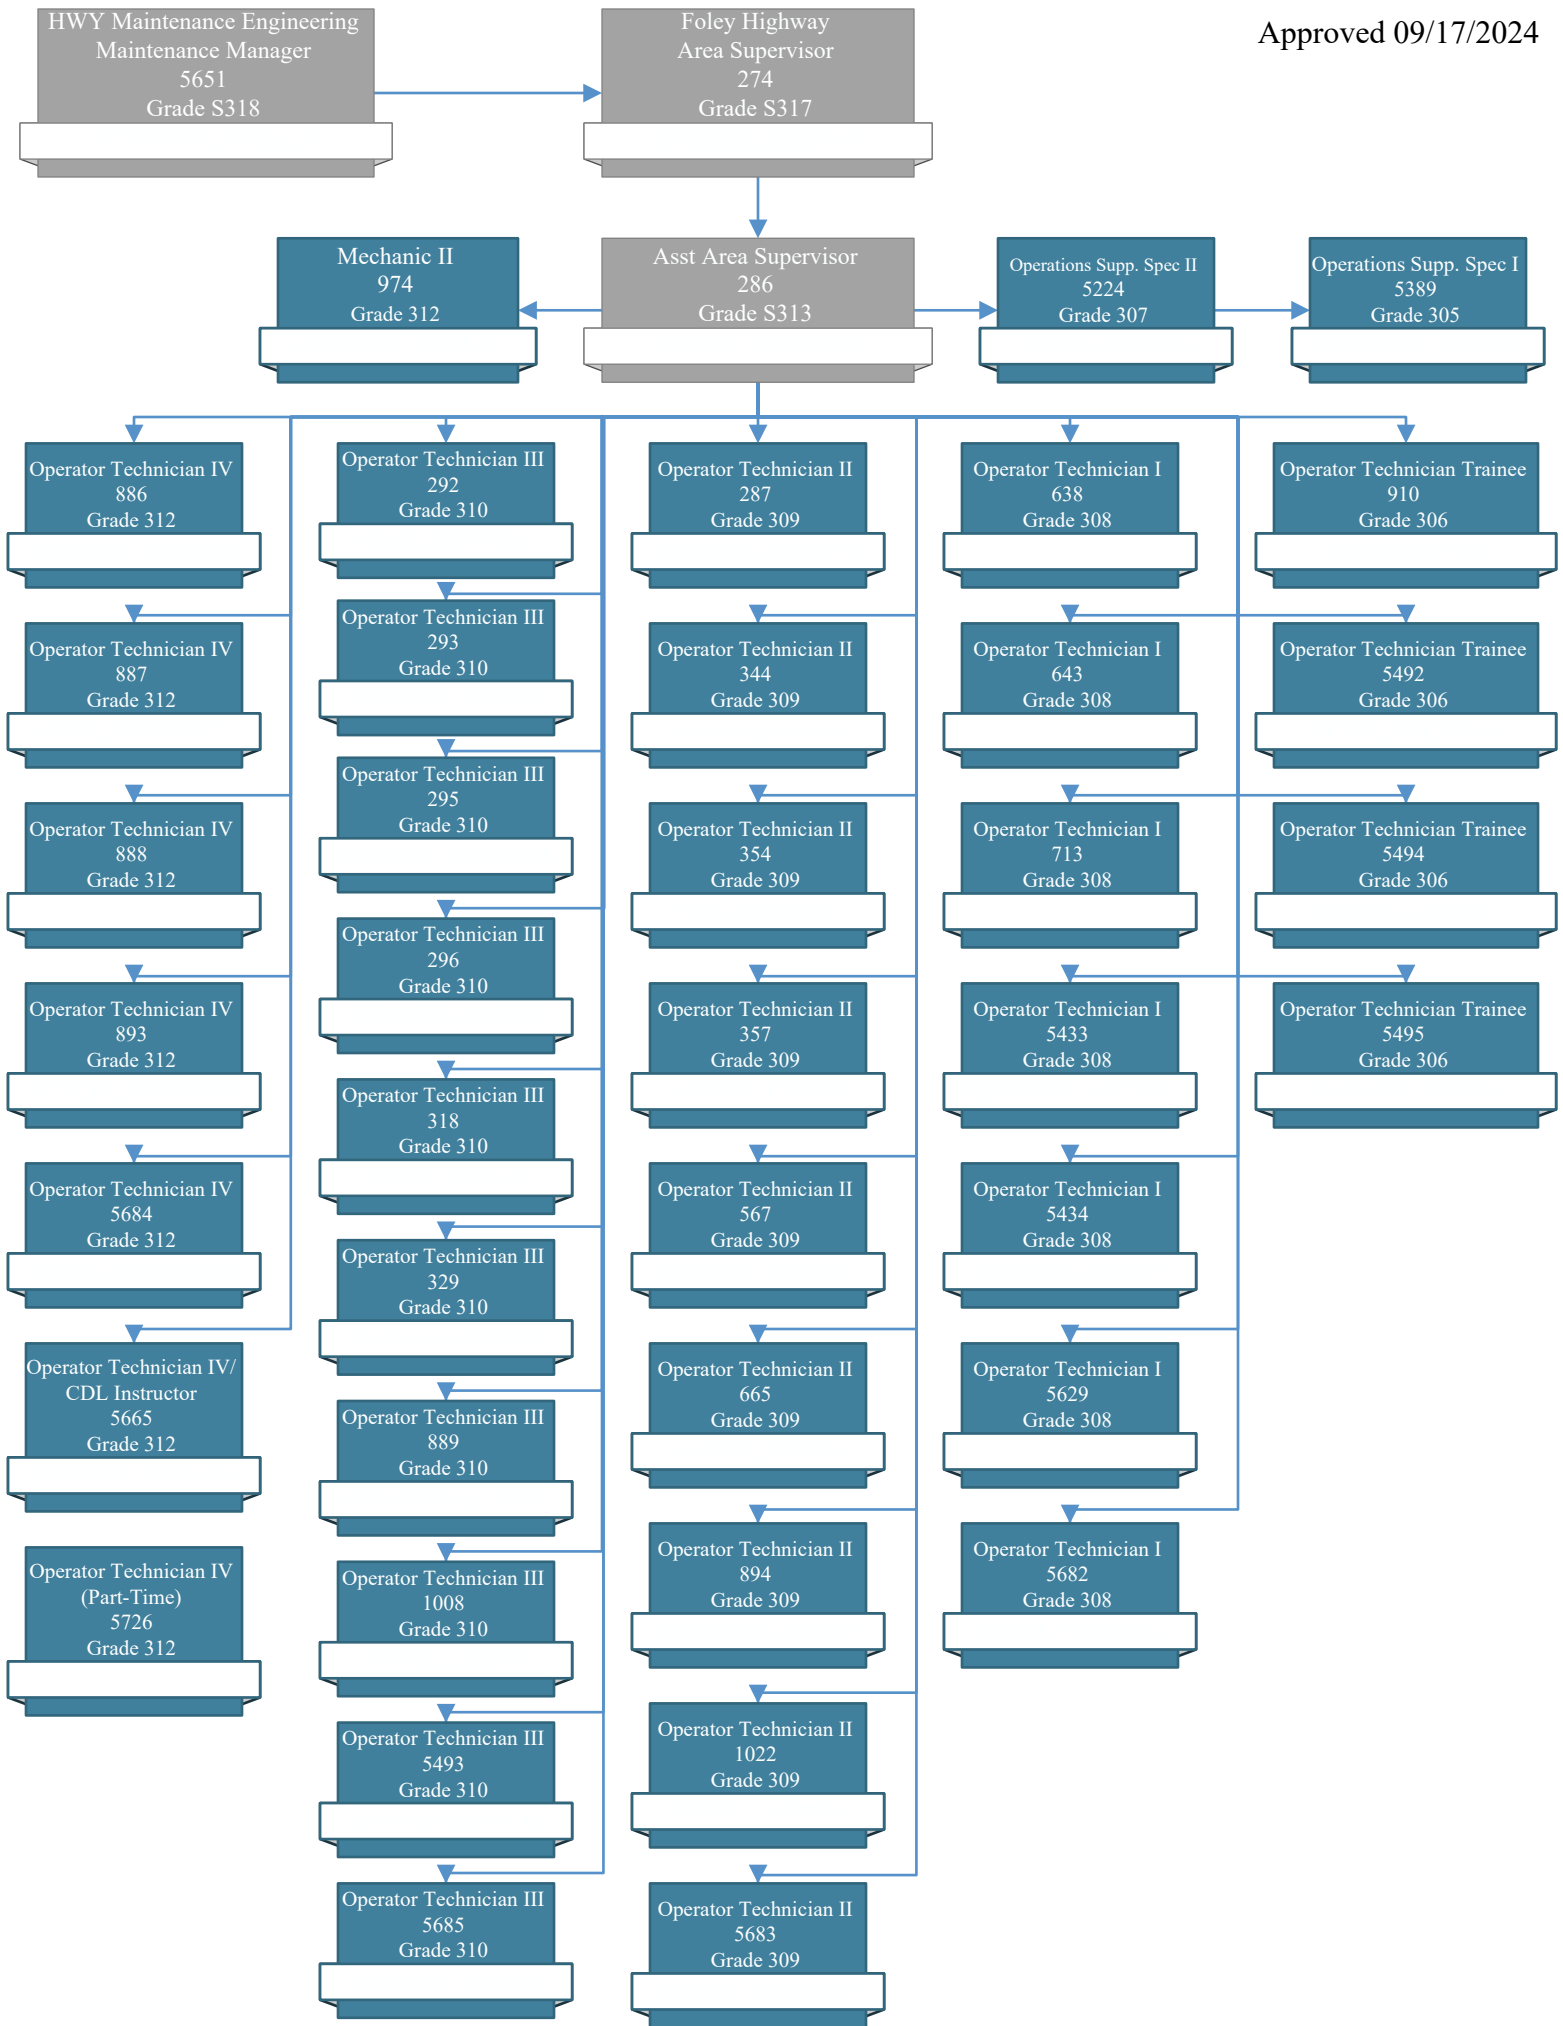 HWY Maintenance Engineering
Maintenance Manager
5651
Grade S318
Foley Highway
Area Supervisor
274
Grade S317
Approved 09/17/2024
Mechanic II
974
Grade 312
Asst Area Supervisor
286
Grade S313
Operations Supp. Spec II
5224
Grade 307
Operations Supp. Spec I
5389
Grade 305
Operator Technician IV
886
Grade 312
Operator Technician IV
887
Grade 312
Operator Technician IV
888
Grade 312
Operator Technician IV
893
Grade 312
Operator Technician IV
5684
Grade 312
Operator Technician IV/
CDL Instructor
5665
Grade 312
Operator Technician IV
(Part-Time)
5726
Grade 312
Operator Technician III
292
Grade 310
Operator Technician III
293
Grade 310
Operator Technician III
295
Grade 310
Operator Technician III
296
Grade 310
Operator Technician III
318
Grade 310
Operator Technician III
329
Grade 310
Operator Technician III
889
Grade 310
Operator Technician III
1008
Grade 310
Operator Technician III
5493
Grade 310
Operator Technician III
5685
Grade 310
Operator Technician II
287
Grade 309
Operator Technician II
344
Grade 309
Operator Technician II
354
Grade 309
Operator Technician II
357
Grade 309
Operator Technician II
567
Grade 309
Operator Technician II
665
Grade 309
Operator Technician II
894
Grade 309
Operator Technician II
1022
Grade 309
Operator Technician II
5683
Grade 309
Operator Technician I
638
Grade 308
Operator Technician I
643
Grade 308
Operator Technician I
713
Grade 308
Operator Technician I
5433
Grade 308
Operator Technician I
5434
Grade 308
Operator Technician I
5629
Grade 308
Operator Technician I
5682
Grade 308
Operator Technician Trainee
910
Grade 306
Operator Technician Trainee
5492
Grade 306
Operator Technician Trainee
5494
Grade 306
Operator Technician Trainee
5495
Grade 306